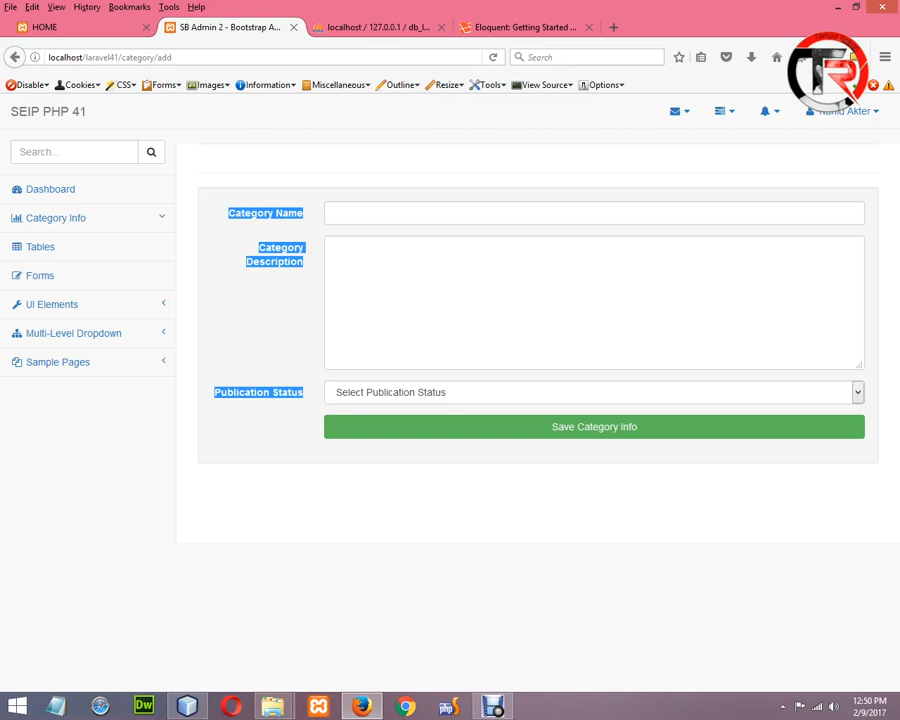 File Edit View History Bookmarks Tools Help
HOME
SB Admin 2 - Bootstrap A...
localhost / 127.0.0.1 / db_l...
Eloquent: Getting Started ...
localhost/laravel41/category/add
Search
Disable Cookies CSS Forms Images Information Miscellaneous Outline Resize Tools View Source Options
SEIP PHP 41
Akter
Search...
Dashboard
Category Info
Tables
Forms
UI Elements
Multi-Level Dropdown
Sample Pages
Category Name
Category
Description
Publication Status
Select Publication Status
Save Category Info
Dw
php
12:50 PM
2/9/2017